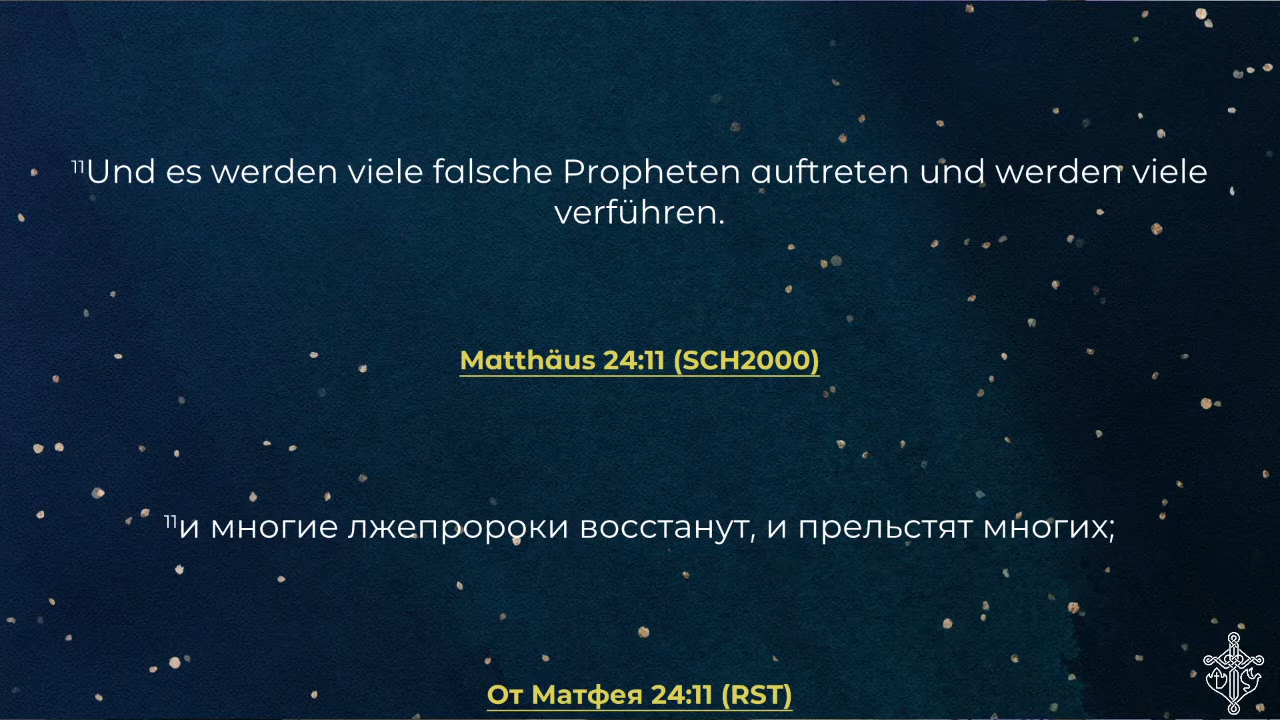 ¹¹Und es werden viele falsche Propheten auftreten und werden viele
verführen.
Matthäus 24:11 (SCH2000)
¹¹и многие лжепророки восстанут, и прельстят многих;
От Матфея 24:11 (RST)